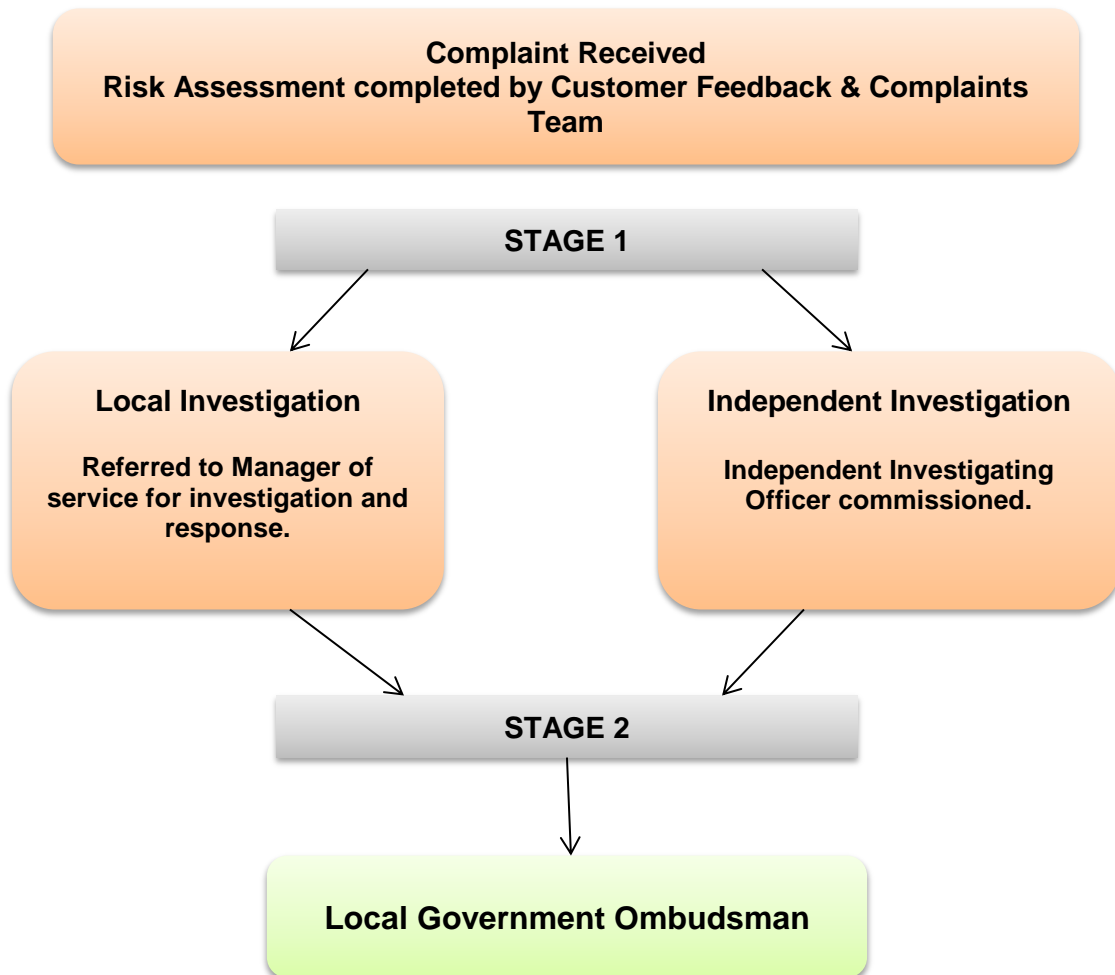 Complaint Received
Risk Assessment completed by Customer Feedback & Complaints
Team
STAGE 1
Local Investigation
Referred to Manager of
service for investigation and
response.
Independent Investigation
Independent Investigating
Officer commissioned.
STAGE 2
Local Government Ombudsman